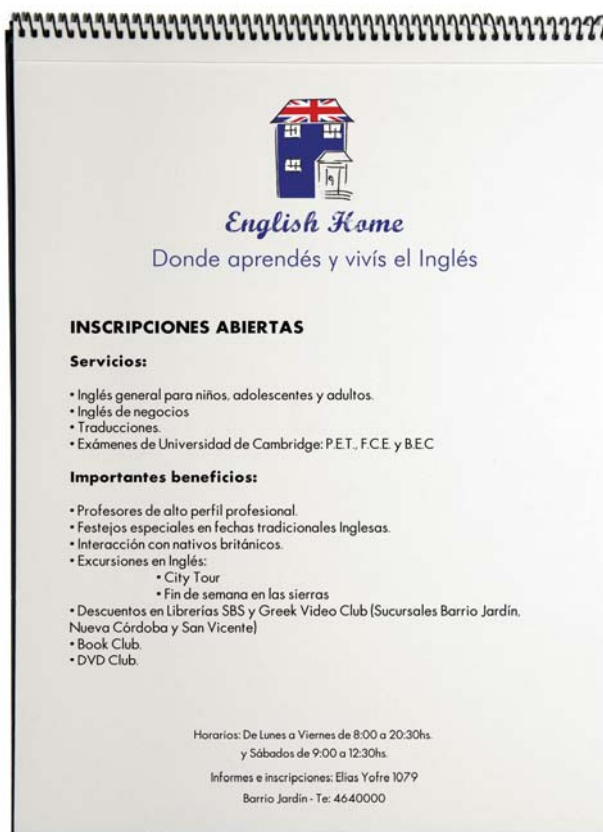 English Home
Donde aprendés y vivís el Inglés
INSCRIPCIONES ABIERTAS
Servicios:
• Inglés general para niños, adolescentes y adultos.
• Inglés de negocios
• Traducciones.
• Exámenes de Universidad de Cambridge: P.E.T., F.C.E. y B.E.C
Importantes beneficios:
• Profesores de alto perfil profesional.
• Festejos especiales en fechas tradicionales Inglesas.
• Interacción con nativos británicos.
• Excursiones en Inglés:
• City Tour
• Fin de semana en las sierras
• Descuentos en Librerías SBS y Greek Video Club (Sucursales Barrio Jardín,
Nueva Córdoba y San Vicente)
• Book Club.
• DVD Club.
Horarios: De Lunes a Viernes de 8:00 a 20:30hs.
y Sábados de 9:00 a 12:30hs.
Informes e inscripciones: Elías Yofre 1079
Barrio Jardín - Te: 4640000